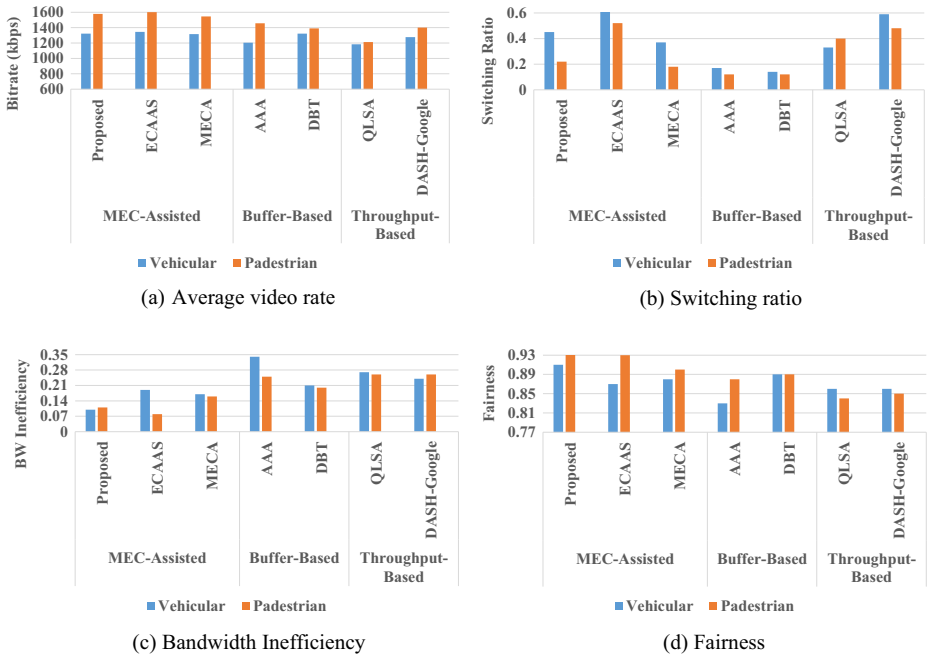 Bitrate (kbps)
1600
1400
1200
1000
800
600
Proposed
ECAAS
MECA
AAA
DBT
QLSA
DASH-Google
MEC-Assisted
Buffer-Based
Throughput-
Based
Vehicular
Padestrian
(a) Average video rate
Switching Ratio
0.6
0.4
0.2
0
Proposed
ECAAS
MECA
AAA
DBT
QLSA
DASH-Google
MEC-Assisted
Buffer-Based
Throughput-
Based
Vehicular
Padestrian
(b) Switching ratio
BW Inefficiency
0.35
0.28
0.21
0.14
0.07
0
Proposed
ECAAS
MECA
AAA
DBT
QLSA
DASH-Google
MEC-Assisted
Buffer-Based
Throughput-
Based
Vehicular
Padestrian
(c) Bandwidth Inefficiency
Fairness
0.93
0.89
0.85
0.81
0.77
Proposed
ECAAS
MECA
AAA
DBT
QLSA
DASH-Google
MEC-Assisted
Buffer-Based
Throughput-
Based
Vehicular
Padestrian
(d) Fairness